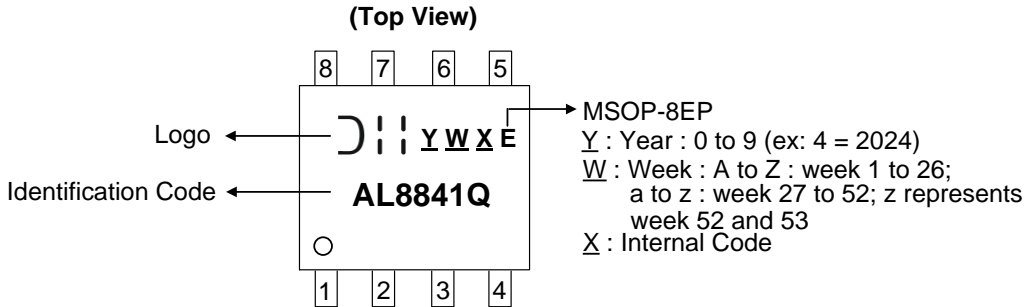 (Top View)
8 7 6 5
Logo
Y W X E
Identification Code
AL8841Q
1 2 3 4
MSOP-8EP
Y : Year : 0 to 9 (ex: 4 = 2024)
W : Week : A to Z : week 1 to 26;
a to z : week 27 to 52; z represents
week 52 and 53
X : Internal Code